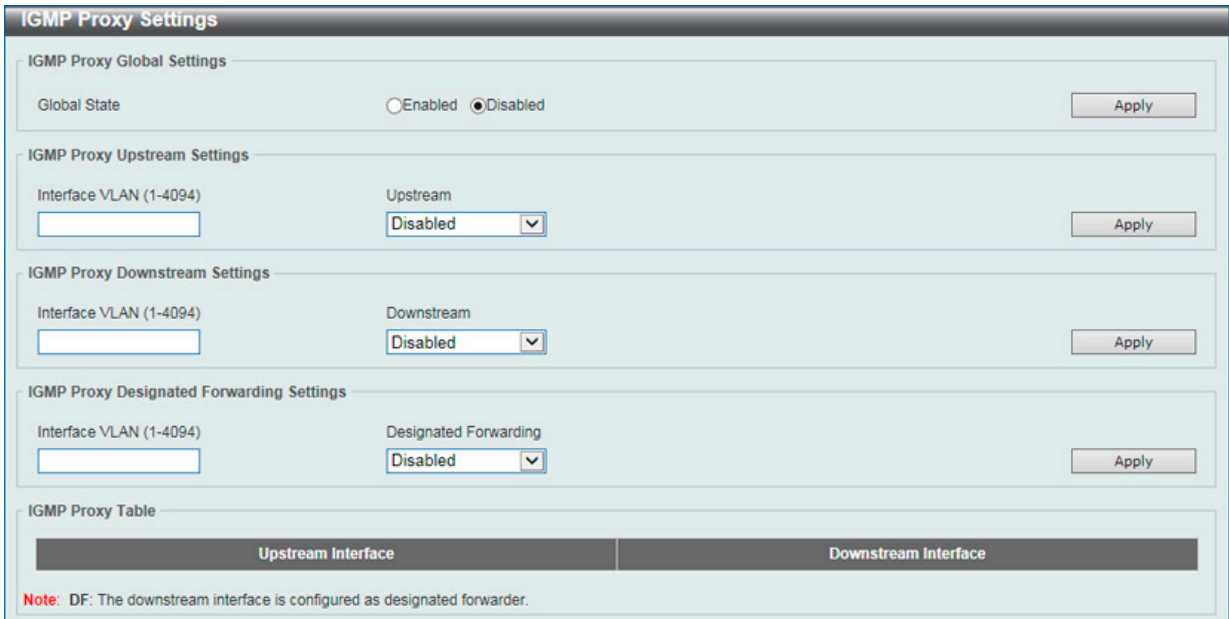 IGMP Proxy Settings
IGMP Proxy Global Settings
Global State Enabled Disabled Apply
IGMP Proxy Upstream Settings
Interface VLAN (1-4094) Upstream
Disabled Apply
IGMP Proxy Downstream Settings
Interface VLAN (1-4094) Downstream
Disabled Apply
IGMP Proxy Designated Forwarding Settings
Interface VLAN (1-4094) Designated Forwarding
Disabled Apply
IGMP Proxy Table
Upstream Interface Downstream Interface
Note: DF: The downstream interface is configured as designated forwarder.